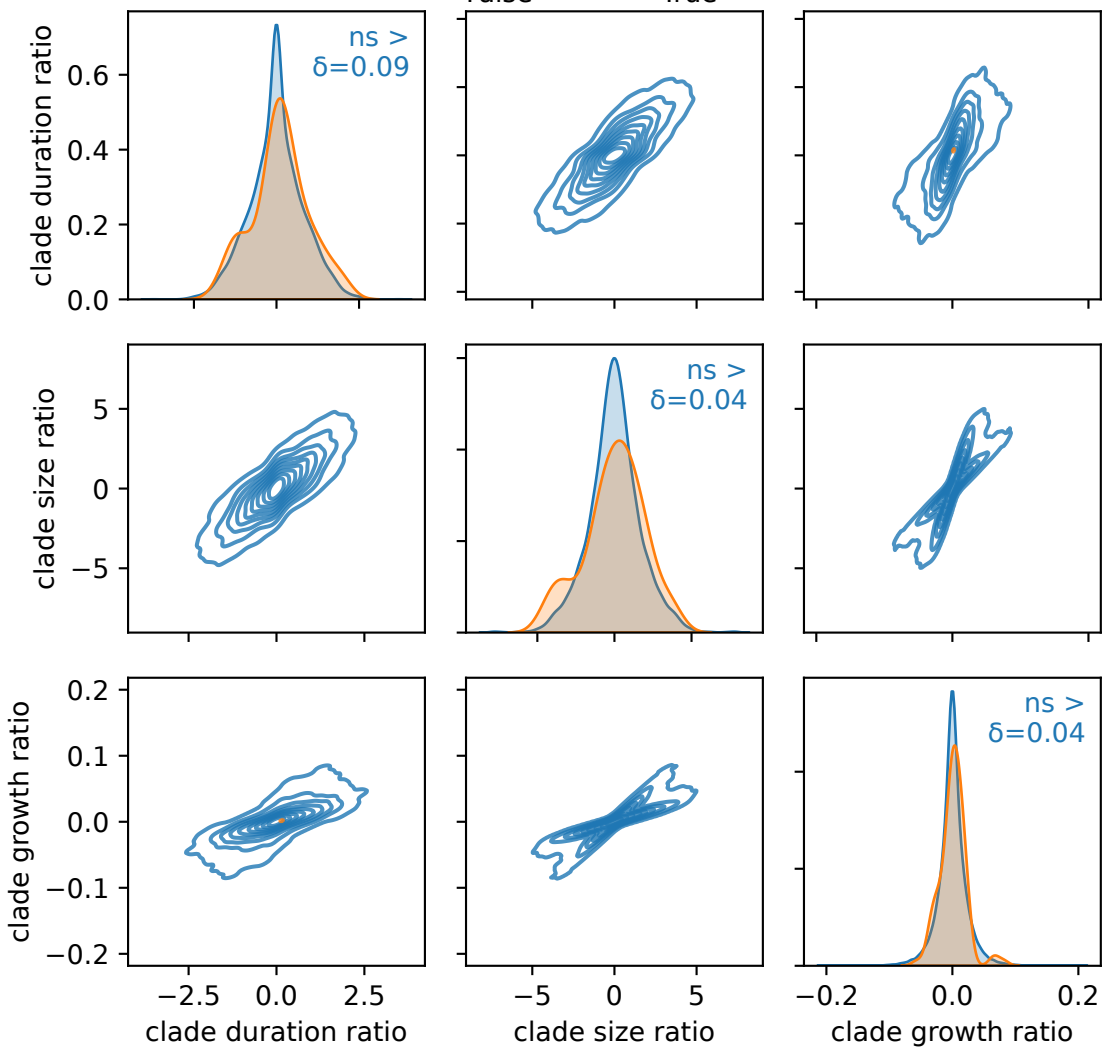 clade duration ratio
0.6
0.4
0.2
0.0
ns >
δ=0.09
clade size ratio
5
0
−5
ns >
δ=0.04
clade growth ratio
0.2
0.1
0.0
−0.1
−0.2
ns >
δ=0.04
−2.5 0.0 2.5
clade duration ratio
−5 0 5
clade size ratio
−0.2 0.0 0.2
clade growth ratio